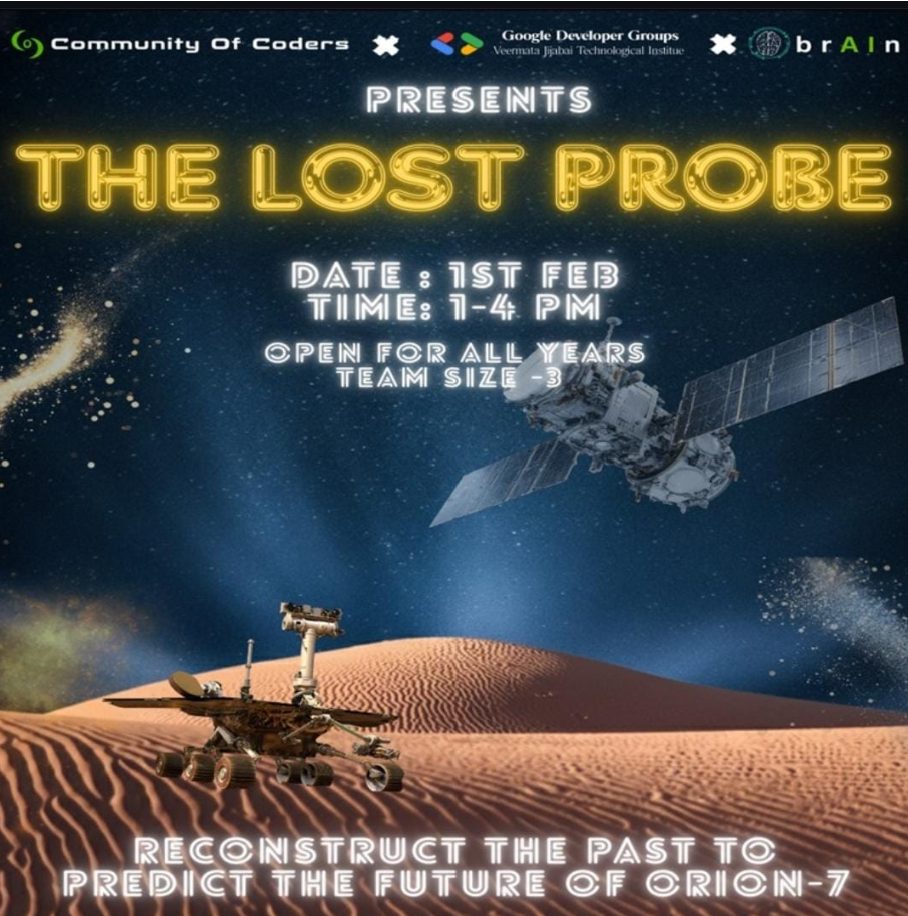 Community Of Coders
Google Developer Groups
Veermata Jijabai Technological Institue
brAIn
PRESENTS
THE LOST PROBE
DATE : 1ST FEB
TIME: 1-4 PM
OPEN FOR ALL YEARS
TEAM SIZE -3
RECONSTRUCT THE PAST TO
PREDICT THE FUTURE OF ORION-7